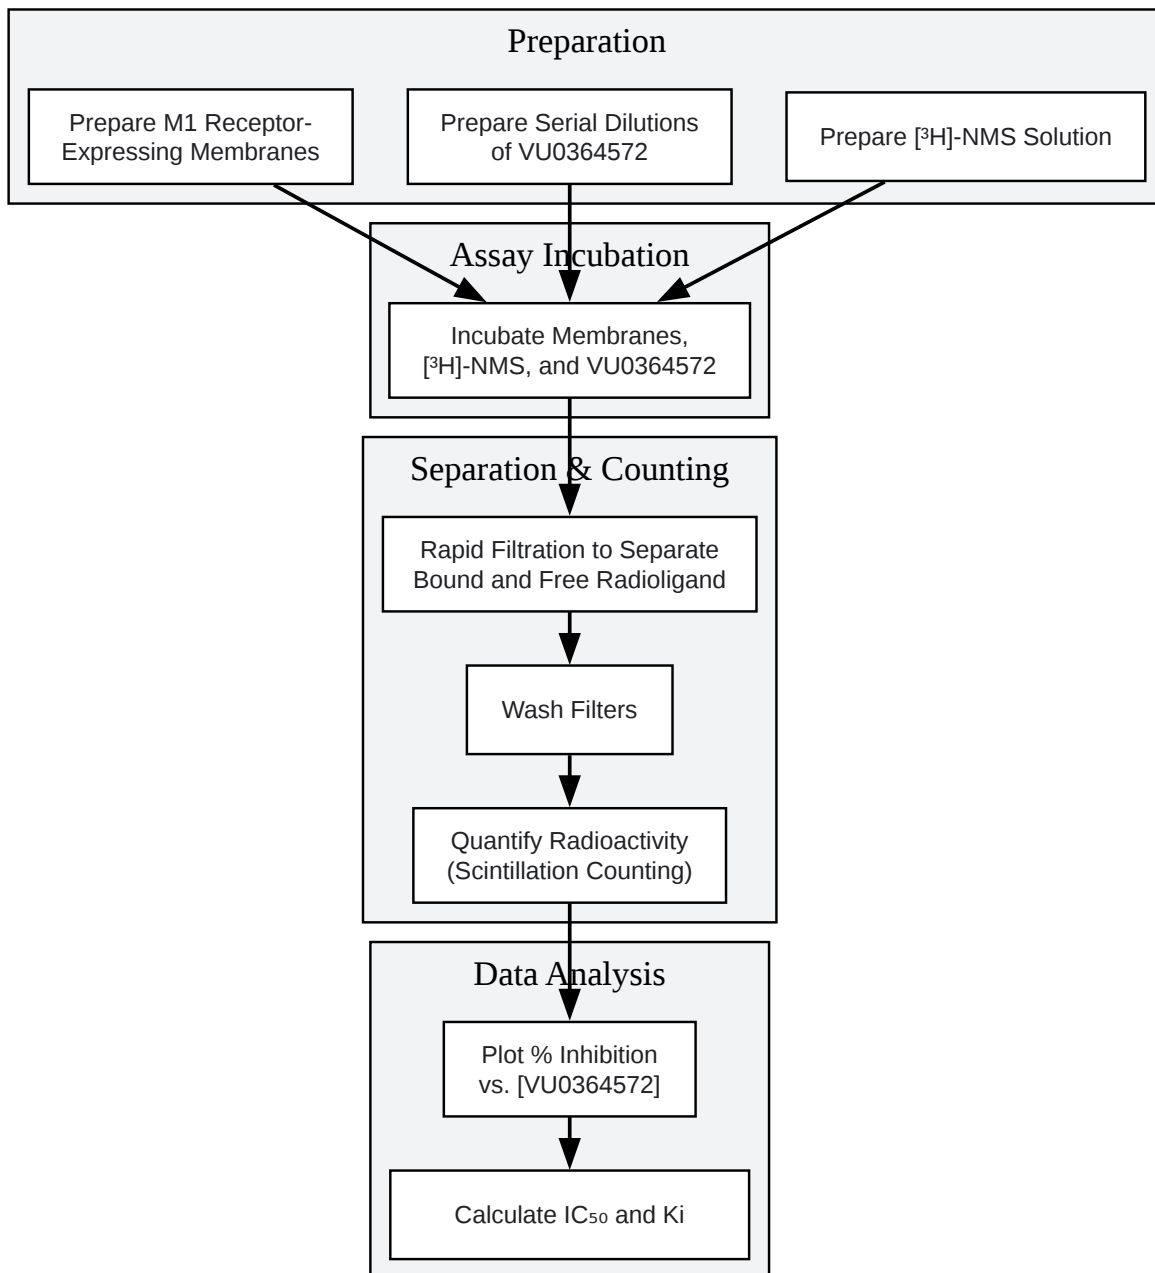 Preparation
Prepare M1 Receptor-
Expressing Membranes
Prepare Serial Dilutions
of VU0364572
Prepare [³H]-NMS Solution
Assay Incubation
Incubate Membranes,
[³H]-NMS, and VU0364572
Separation & Counting
Rapid Filtration to Separate
Bound and Free Radioligand
Wash Filters
Quantify Radioactivity
(Scintillation Counting)
Data Analysis
Plot % Inhibition
vs. [VU0364572]
Calculate IC₅₀ and Ki